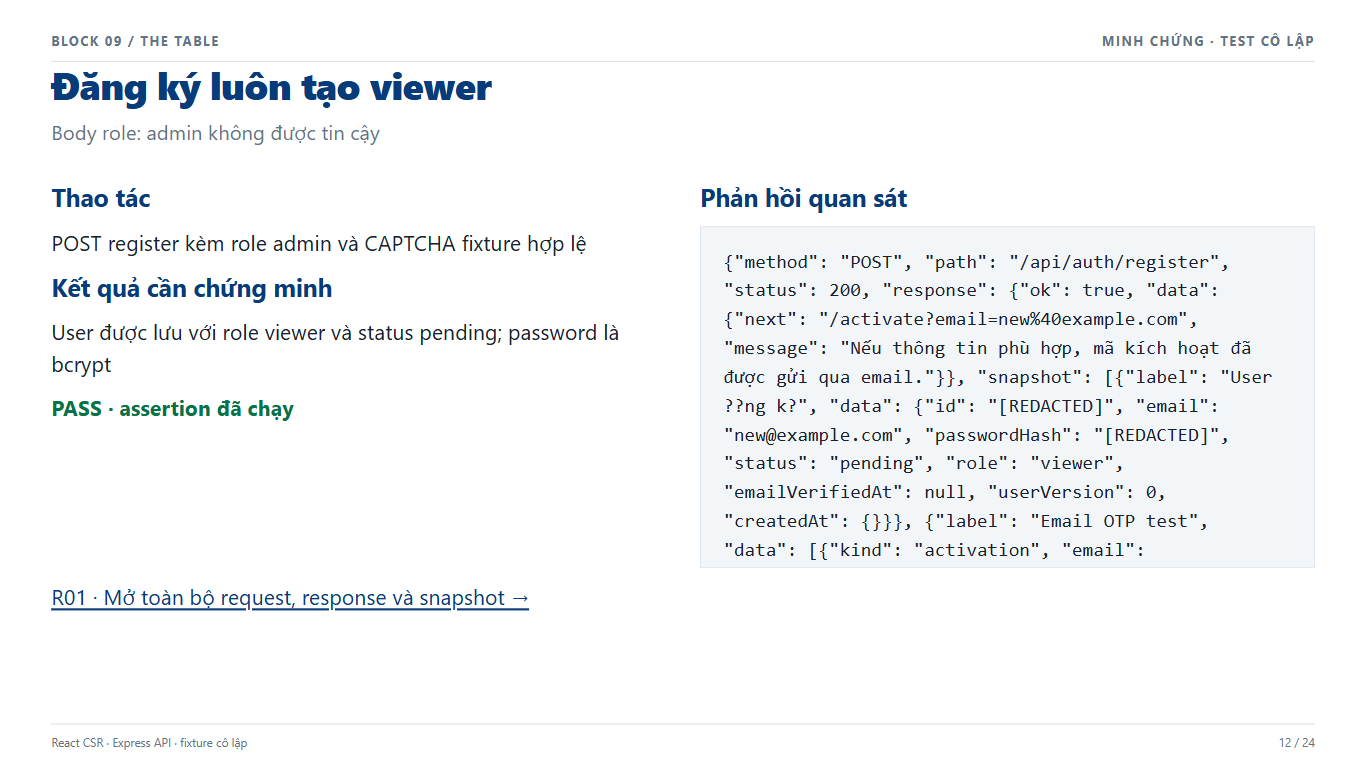 BLOCK 09 / THE TABLE
MINH CHỨNG · TEST CÔ LẬP
Đăng ký luôn tạo viewer
Body role: admin không được tin cậy
Thao tác
POST register kèm role admin và CAPTCHA fixture hợp lệ
Kết quả cần chứng minh
User được lưu với role viewer và status pending; password là
bcrypt
PASS · assertion đã chạy
R01 · Mở toàn bộ request, response và snapshot →
Phản hồi quan sát
{"method": "POST", "path": "/api/auth/register",
"status": 200, "response": {"ok": true, "data":
{"next": "/activate?email=new%40example.com",
"message": "Nếu thông tin phù hợp, mã kích hoạt đã
được gửi qua email."}}, "snapshot": [{"label": "User
??ng k?", "data": {"id": "[REDACTED]", "email":
"new@example.com", "passwordHash": "[REDACTED]",
"status": "pending", "role": "viewer",
"emailVerifiedAt": null, "userVersion": 0,
"createdAt": {}}}, {"label": "Email OTP test",
"data": [{"kind": "activation", "email":
React CSR · Express API · fixture cô lập
12 / 24